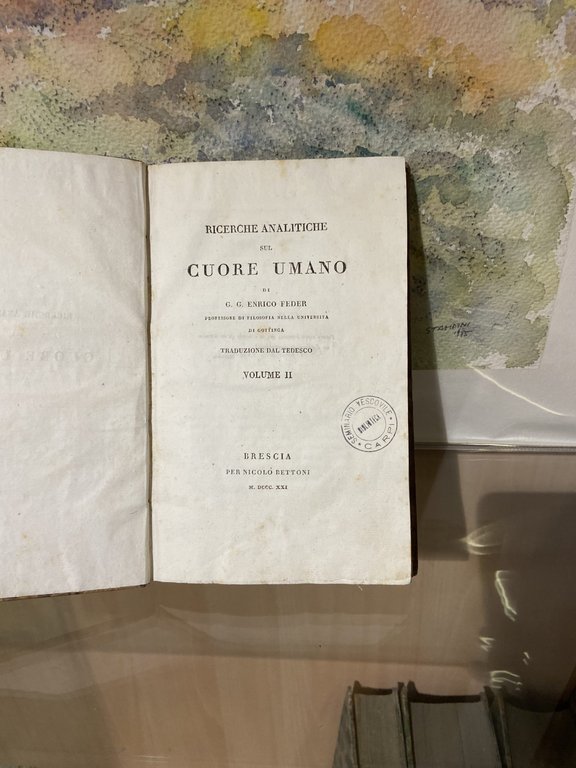 RICERCHE ANALITICHE
SUL
CUORE UMANO
DI
G. G. ENRICO FEDER
PROFESSORE DI FILOSOFIA NELLA UNIVERSITÀ
DI GOTTINGA
TRADUZIONE DAL TEDESCO
VOLUME II
SEMINARIO VESCOVILE
BIBLIOTECA
* CARPI *
BRESCIA
PER NICOLÒ BETTONI
M. DCCC. XXI